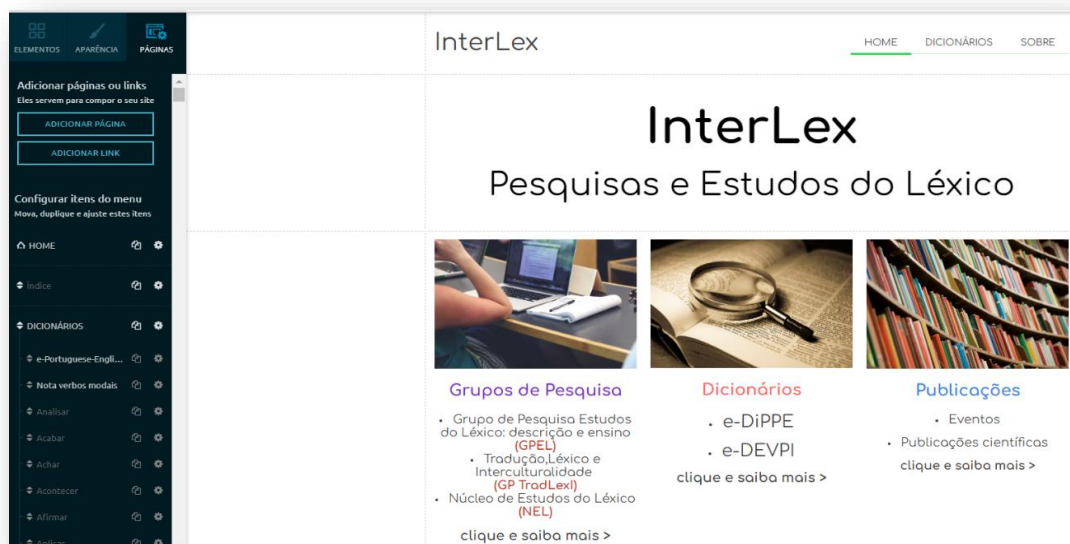 ELEMENTOS APARÊNCIA PÁGINAS
Adicionar páginas ou links
Eles servem para compor o seu site
ADICIONAR PÁGINA
ADICIONAR LINK
Configurar itens do menu
Mova, duplique e ajuste estes itens
HOME
Índice
DICIONÁRIOS
e-Portuguese-Engli...
Nota verbos modais
Analisar
Acabar
Achar
Acontecer
Afirmar
Aplicar
InterLex
HOME DICIONÁRIOS SOBRE
InterLex
Pesquisas e Estudos do Léxico
Grupos de Pesquisa
• Grupo de Pesquisa Estudos
do Léxico: descrição e ensino
(GPEL)
• Tradução,Léxico e
Interculturalidade
(GP TradLexI)
• Núcleo de Estudos do Léxico
(NEL)
clique e saiba mais >
Dicionários
• e-DiPPE
• e-DEVPI
clique e saiba mais >
Publicações
• Eventos
• Publicações científicas
clique e saiba mais >